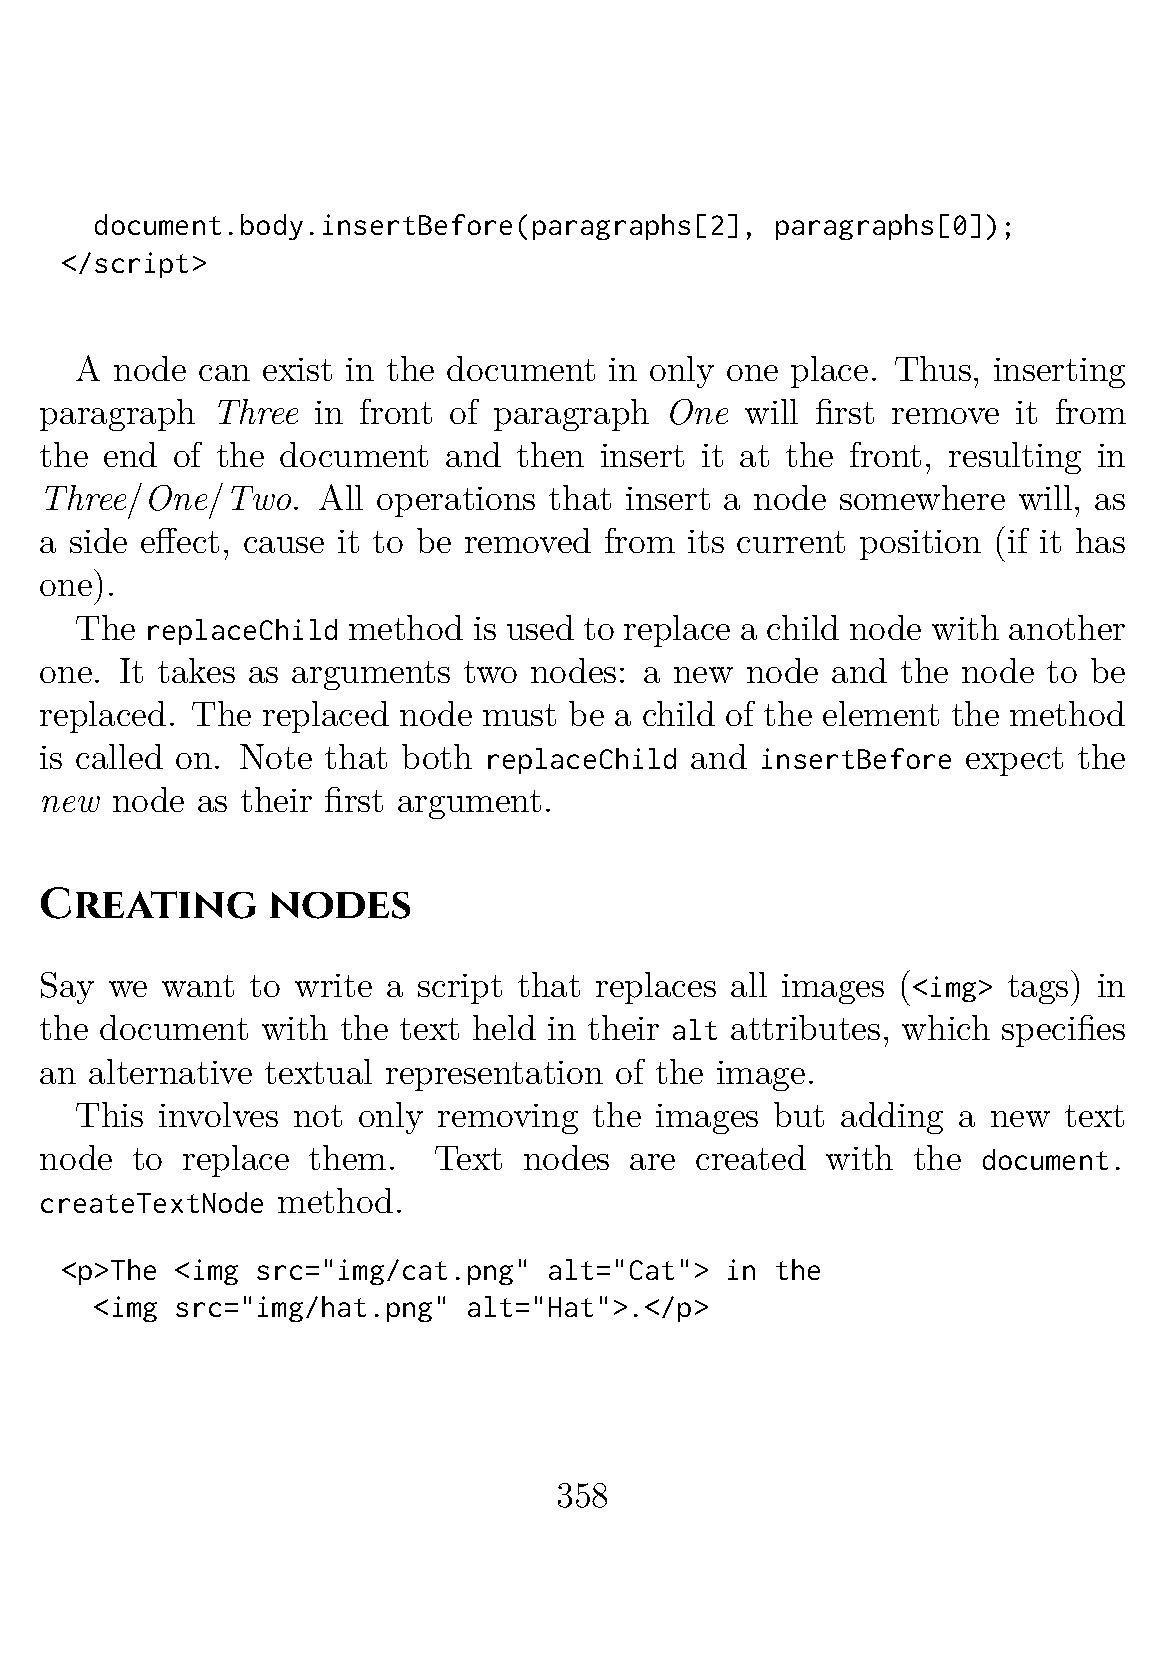 document.body.insertBefore(paragraphs[2], paragraphs[0]);
</script>
A node can exist in the document in only one place. Thus, inserting
paragraph Three in front of paragraph One will first remove it from
the end of the document and then insert it at the front, resulting in
Three/One/Two. All operations that insert a node somewhere will, as
a side effect, cause it to be removed from its current position (if it has
one).
The replaceChild method is used to replace a child node with another
one. It takes as arguments two nodes: a new node and the node to be
replaced. The replaced node must be a child of the element the method
is called on. Note that both replaceChild and insertBefore expect the
new node as their first argument.
Creating nodes
Say we want to write a script that replaces all images (<img> tags) in
the document with the text held in their alt attributes, which specifies
an alternative textual representation of the image.
This involves not only removing the images but adding a new text
node to replace them. Text nodes are created with the document.
createTextNode method.
<p>The <img src="img/cat.png" alt="Cat"> in the
<img src="img/hat.png" alt="Hat">.</p>
358